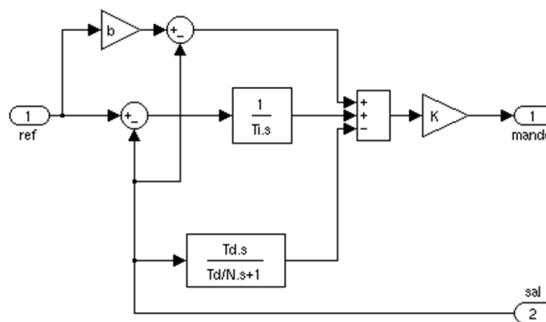 b
+
-
1
ref
+
-
1
Ti.s
+
+
-
K
1
mando
Td.s
Td/N.s+1
sal
2